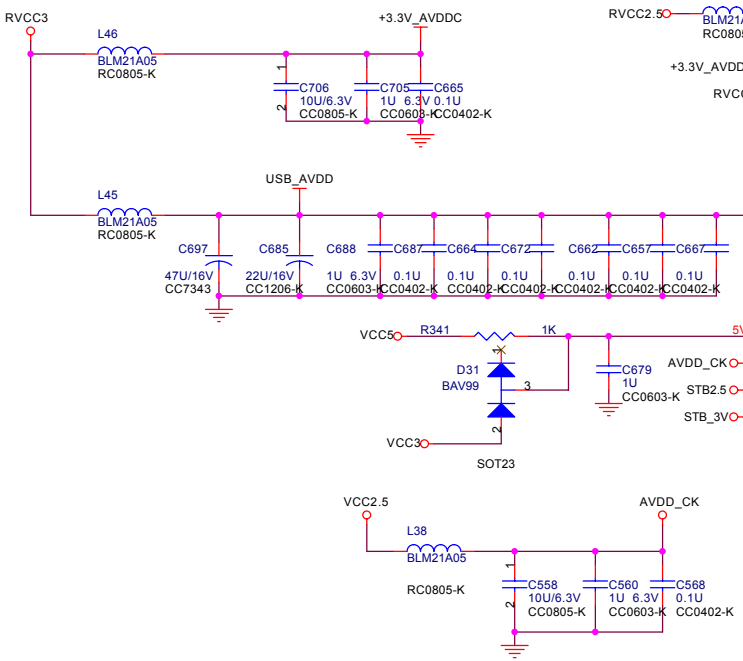 RVCC3
L46
BLM21A05
RC0805-K
+3.3V_AVDDC
1
2
C706
10U/6.3V
CC0805-K
C705
1U 6.3V
CC0603-K
C665
0.1U
CC0402-K
RVCC2.5
BLM21A
RC0805
+3.3V_AVDD
RVCC
USB_AVDD
L45
BLM21A05
RC0805-K
C697
47U/16V
CC7343
C685
22U/16V
CC1206-K
C688
1U 6.3V
CC0603-K
C687
0.1U
CC0402-K
C664
0.1U
CC0402-K
C672
0.1U
CC0402-K
C662
0.1U
CC0402-K
C657
0.1U
CC0402-K
C667
0.1U
CC0402-K
VCC5
R341
1K
5V
1
D31
BAV99
3
2
VCC3
SOT23
C679
1U
CC0603-K
AVDD_CK
STB2.5
STB_3V
VCC2.5
L38
BLM21A05
RC0805-K
AVDD_CK
1
2
C558
10U/6.3V
CC0805-K
C560
1U 6.3V
CC0603-K
C568
0.1U
CC0402-K